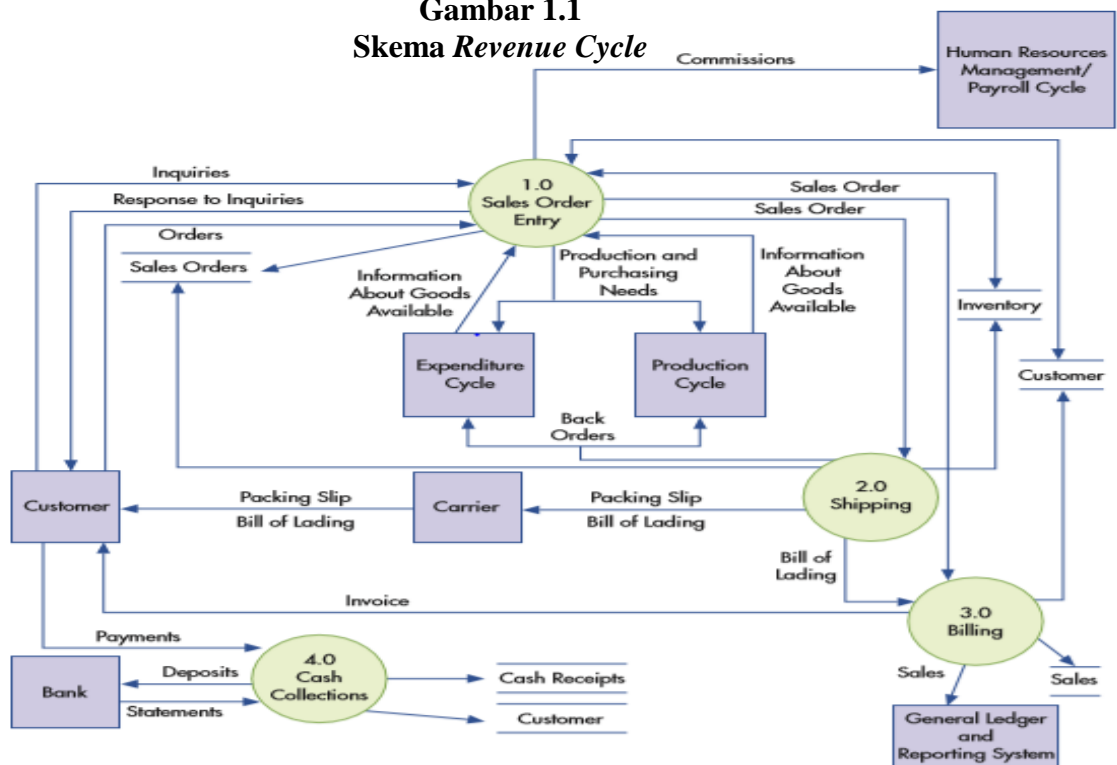 Gambar 1.1
Skema Revenue Cycle
Commissions
Human Resources
Management/
Payroll Cycle
Inquiries
Response to Inquiries
Orders
Sales Orders
1.0
Sales Order
Entry
Sales Order
Sales Order
Information
About Goods
Available
Production and
Purchasing
Needs
Information
About
Goods
Available
Inventory
Customer
Expenditure
Cycle
Production
Cycle
Back
Orders
Customer
Packing Slip
Bill of Lading
Carrier
Packing Slip
Bill of Lading
2.0
Shipping
Bill of
Lading
Invoice
3.0
Billing
Payments
Bank
Deposits
Statements
4.0
Cash
Collections
Cash Receipts
Customer
Sales
Sales
General Ledger
and
Reporting System